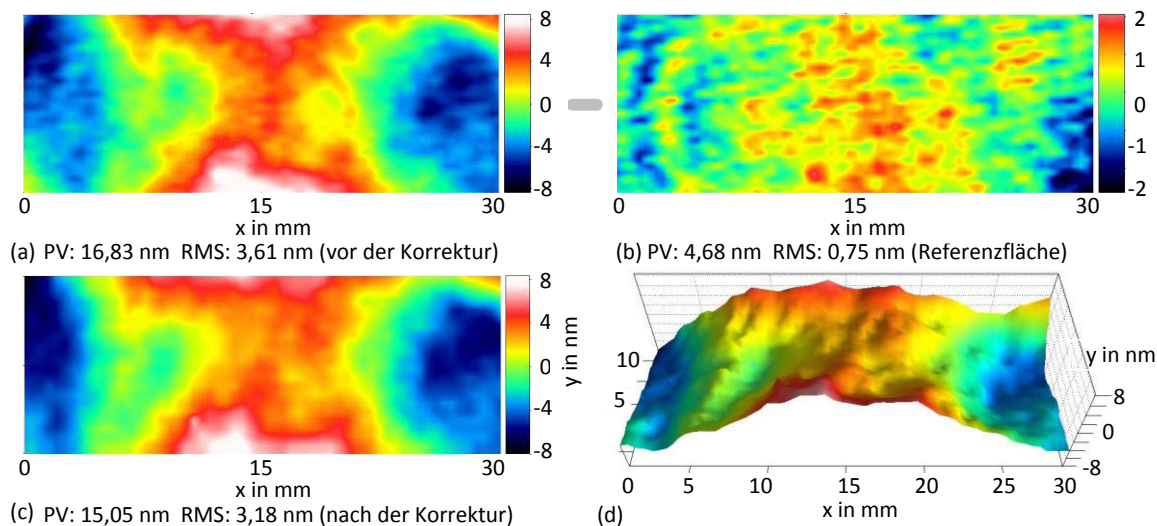 8
4
0
-4
-8
0 15 30
x in mm
(a) PV: 16,83 nm RMS: 3,61 nm (vor der Korrektur)
2
1
0
-1
-2
0 15 30
x in mm
(b) PV: 4,68 nm RMS: 0,75 nm (Referenzfläche)
8
4
0
-4
-8
y in nm
0 15 30
x in mm
(c) PV: 15,05 nm RMS: 3,18 nm (nach der Korrektur)
10
5
y in nm
8
0
-8
0 5 10 15 20 25 30
x in mm
(d)